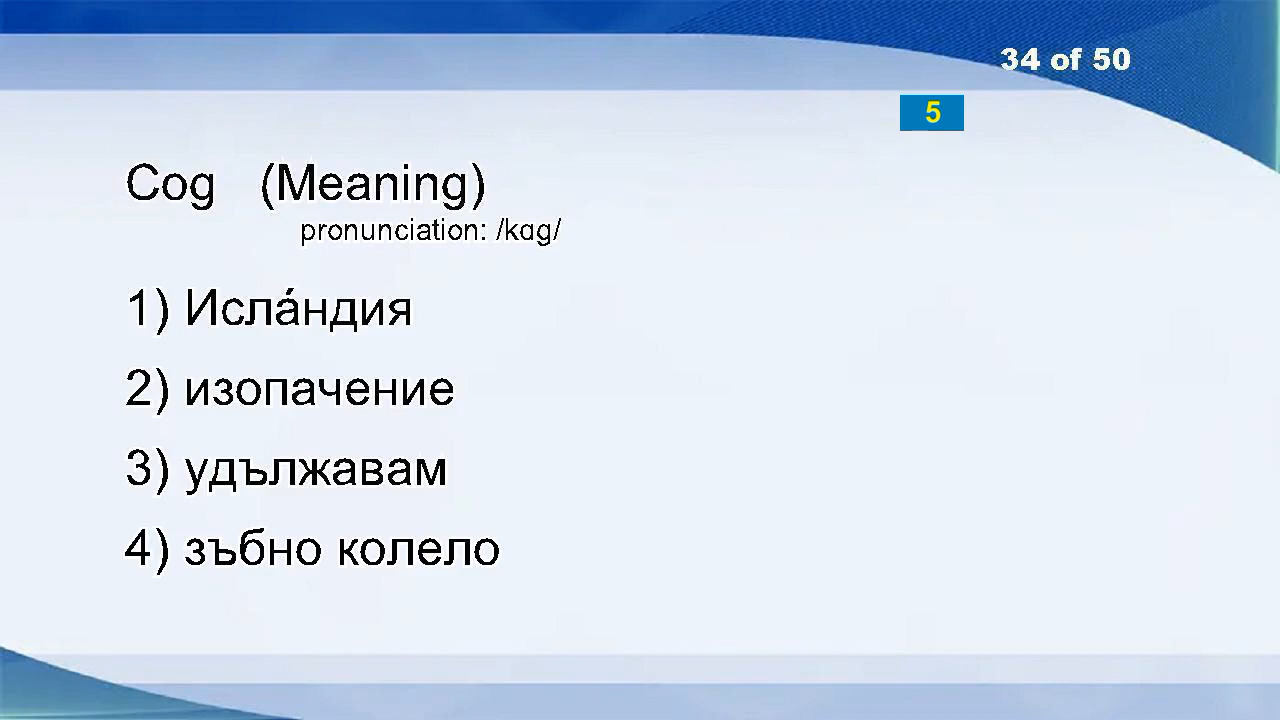 34 of 50
5
Cog (Meaning)
pronunciation: /kɑg/
1) Исла́ндия
2) изопачение
3) удължавам
4) зъбно колело